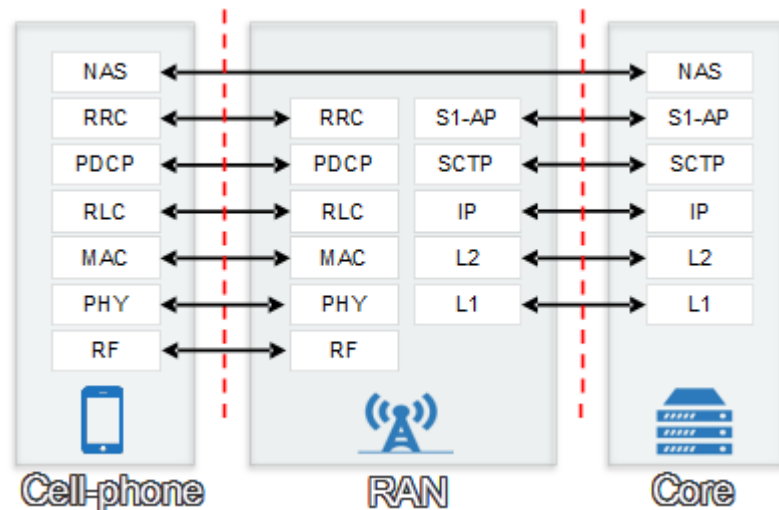 NAS NAS
RRC RRC S1-AP S1-AP
PDCP PDCP SCTP SCTP
RLC RLC IP IP
MAC MAC L2 L2
PHY PHY L1 L1
RF RF
Cell-phone RAN Core